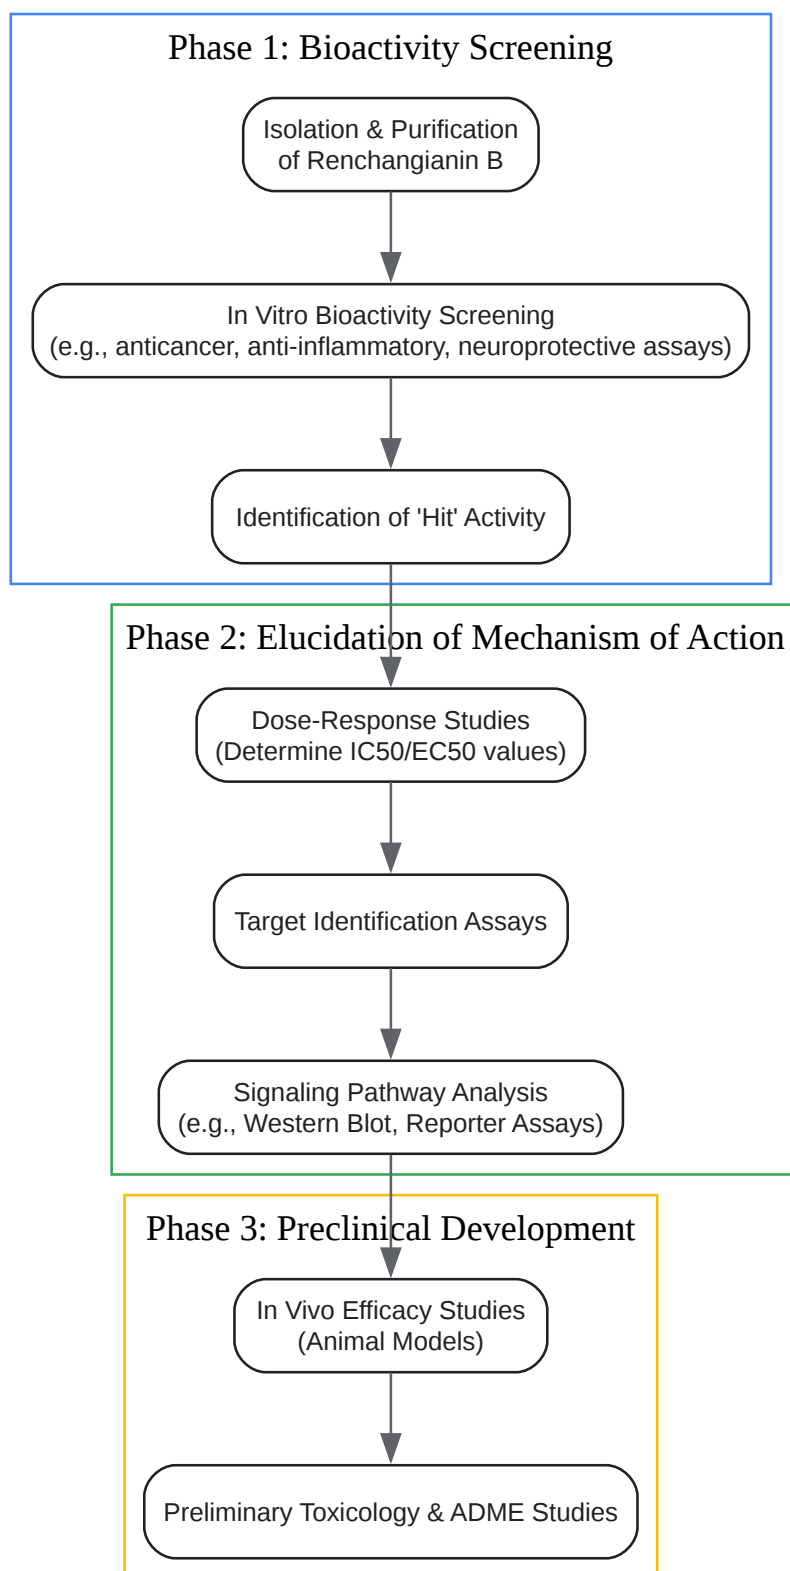 Phase 1: Bioactivity Screening
Isolation & Purification
of Renchangianin B
In Vitro Bioactivity Screening
(e.g., anticancer, anti-inflammatory, neuroprotective assays)
Identification of 'Hit' Activity
Phase 2: Elucidation of Mechanism of Action
Dose-Response Studies
(Determine IC50/EC50 values)
Target Identification Assays
Signaling Pathway Analysis
(e.g., Western Blot, Reporter Assays)
Phase 3: Preclinical Development
In Vivo Efficacy Studies
(Animal Models)
Preliminary Toxicology & ADME Studies